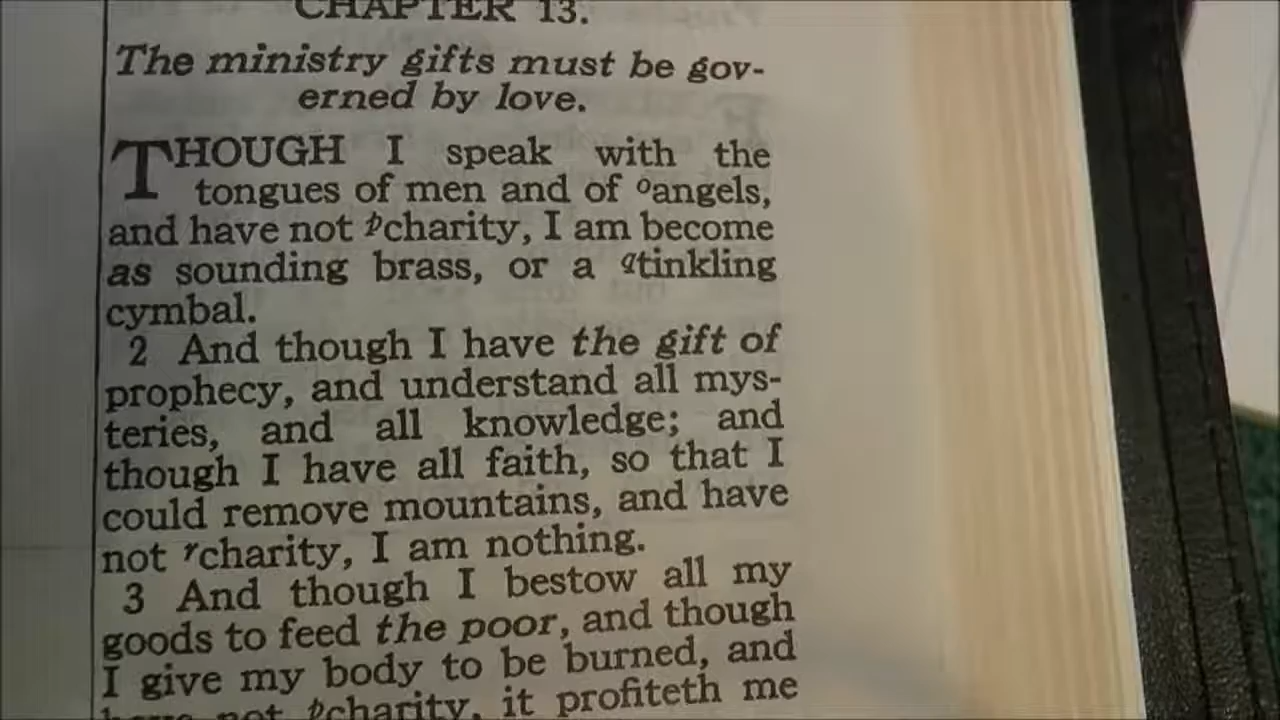 CHAPTER 13.
The ministry gifts must be gov-
erned by love.
THOUGH I speak with the
tongues of men and of ᵒangels,
and have not ᵖcharity, I am become
as sounding brass, or a ᑫtinkling
cymbal.
2 And though I have the gift of
prophecy, and understand all mys-
teries, and all knowledge; and
though I have all faith, so that I
could remove mountains, and have
not ʳcharity, I am nothing.
3 And though I bestow all my
goods to feed the poor, and though
I give my body to be burned, and
have not ᵖcharity, it profiteth me